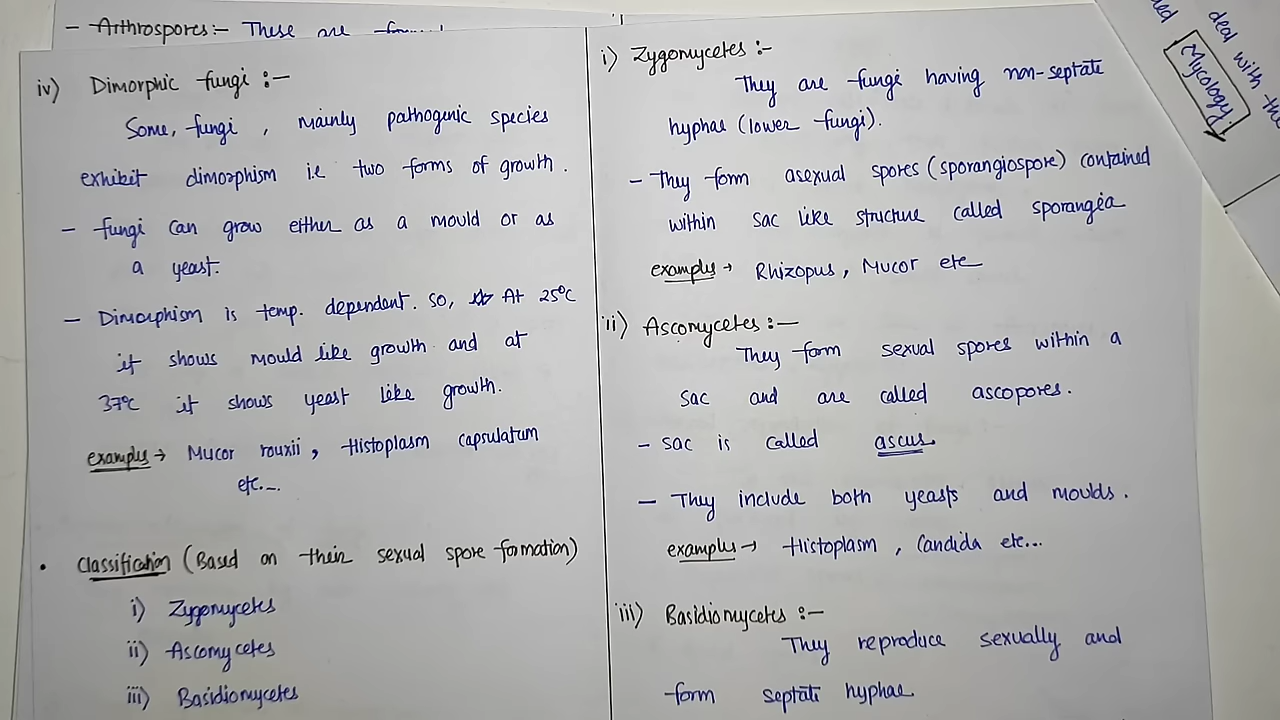 - Arthrospores:- These are
iv) Dimorphic fungi :-
Some, fungi, mainly pathogenic species
exhibit dimorphism i.e two forms of growth.
- fungi can grow either as a mould or as
a yeast.
- Dimorphism is temp. dependent. So, At 25°C
it shows mould like growth and at
37°C it shows yeast like growth.
examples → Mucor rouxii, Histoplasm capsulatum
etc...
• Classification (Based on their sexual spore formation)
i) Zygomycetes
ii) Ascomycetes
iii) Basidiomycetes
i) Zygomycetes :-
They are fungi having non-septate
hyphae (lower fungi).
- They form asexual spores (sporangiospore) contained
within sac like structure called sporangia
examples → Rhizopus, Mucor etc
ii) Ascomycetes :-
They form sexual spores within a
sac and are called ascopores.
- sac is called ascus
- They include both yeasts and moulds.
examples → Histoplasm, Candida etc...
iii) Basidiomycetes :-
They reproduce sexually and
form septate hyphae.
deal with
Mycology